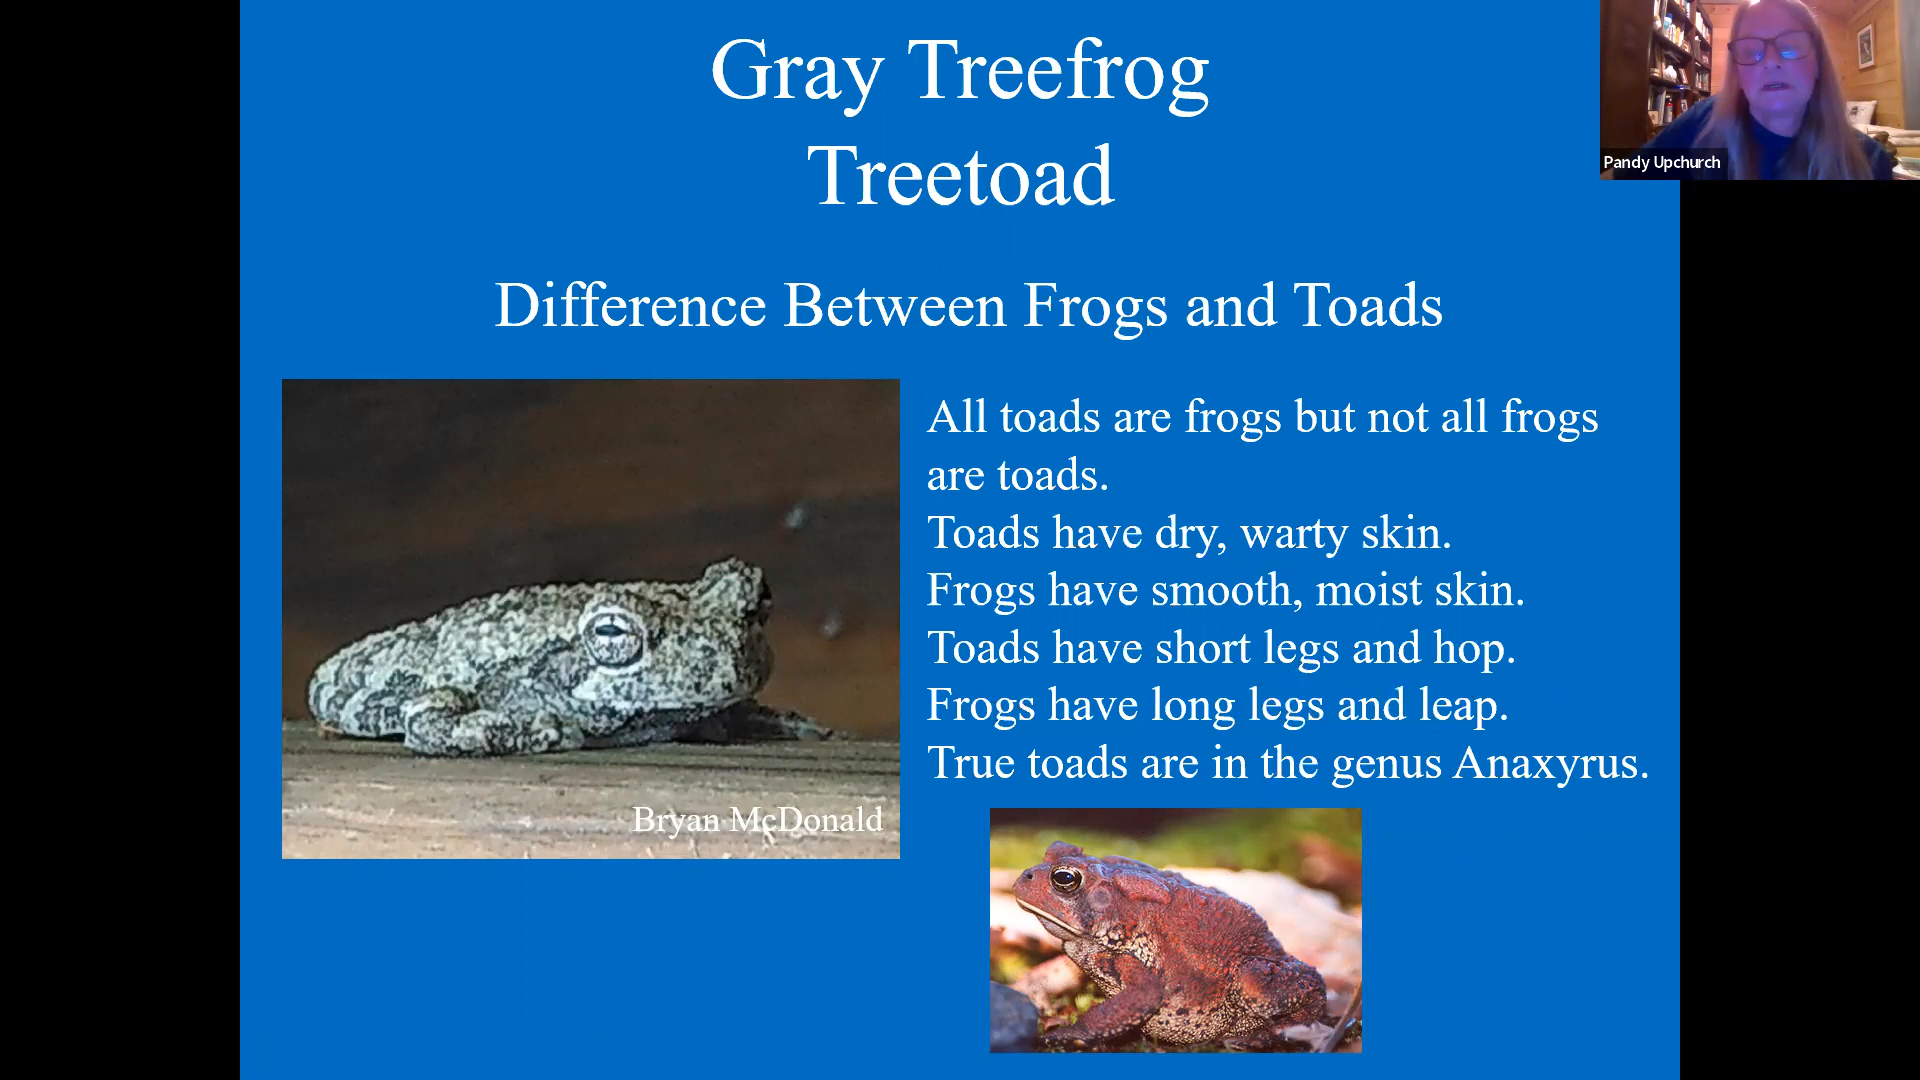 Gray Treefrog
Treetoad
Difference Between Frogs and Toads
All toads are frogs but not all frogs
are toads.
Toads have dry, warty skin.
Frogs have smooth, moist skin.
Toads have short legs and hop.
Frogs have long legs and leap.
True toads are in the genus Anaxyrus.
Bryan McDonald
Pandy Upchurch